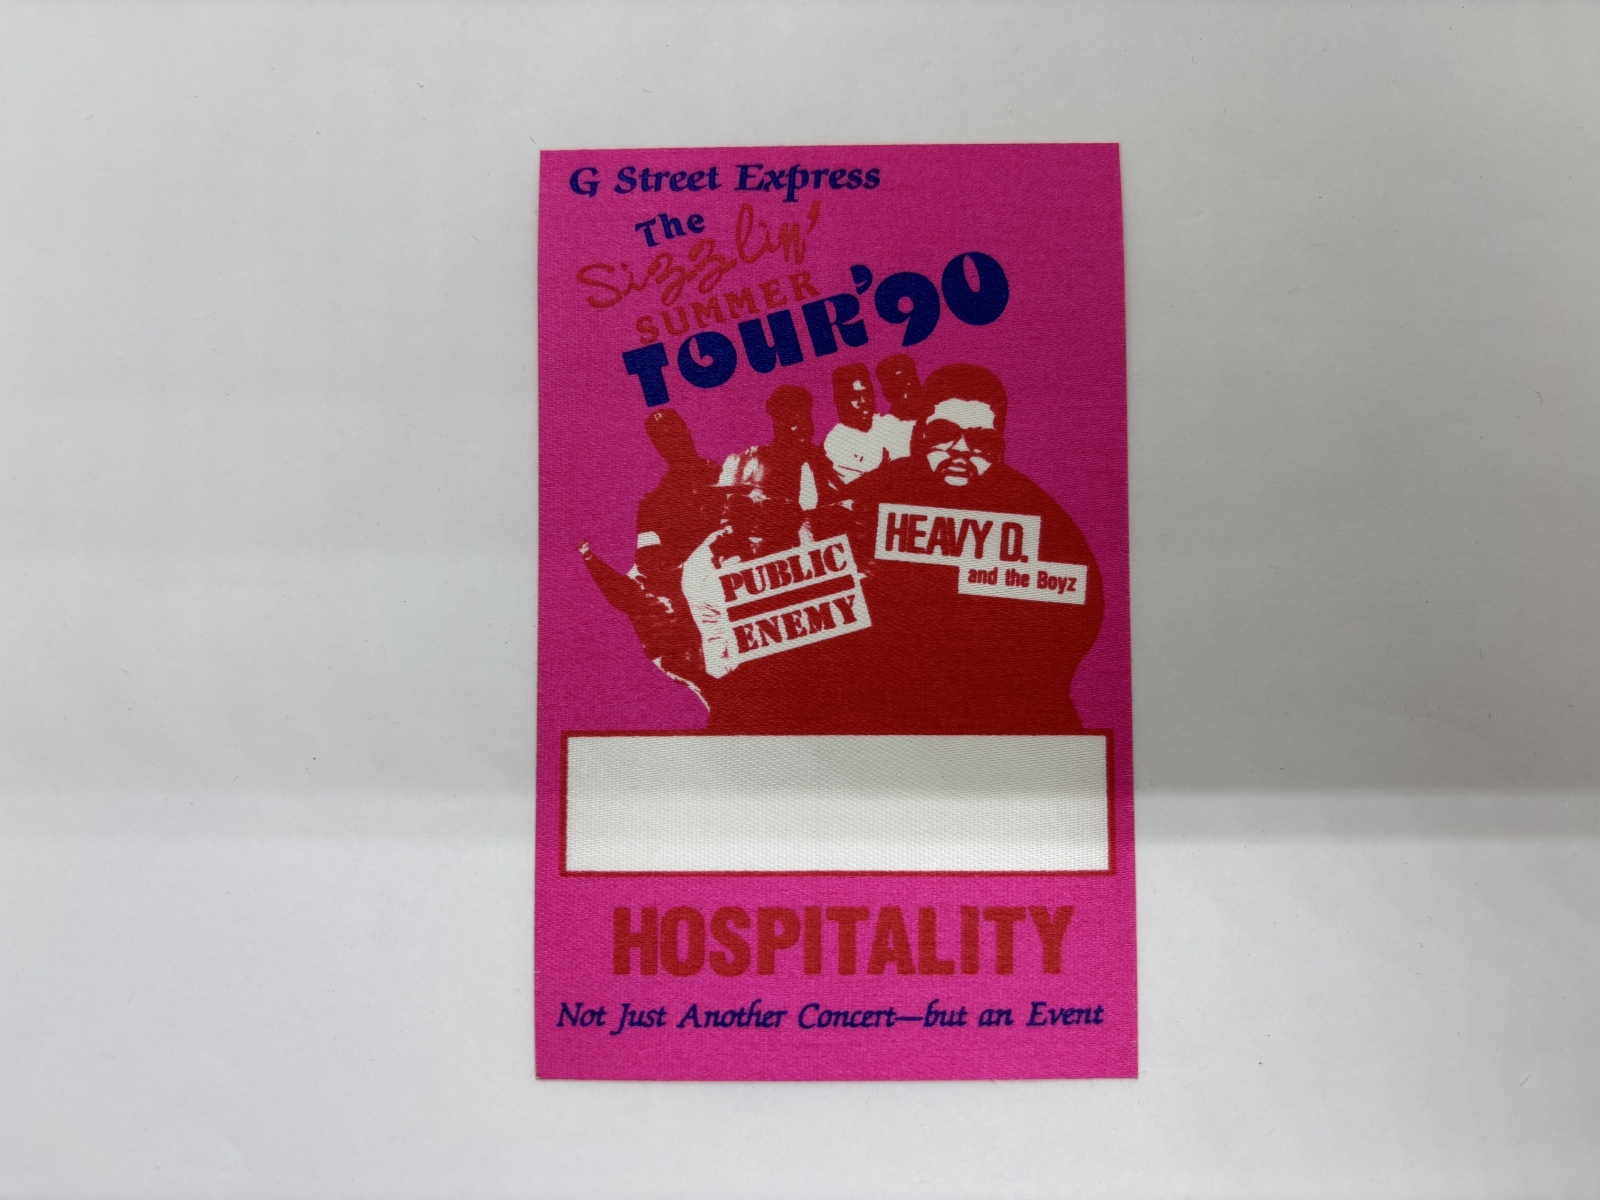 G Street Express
The
Sizzlin'
SUMMER
TOUR '90
HEAVY D.
and the Boyz
PUBLIC
ENEMY
HOSPITALITY
Not Just Another Concert—but an Event